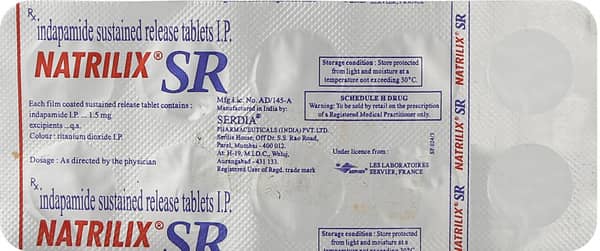 Rx
indapamide sustained release tablets I.P.
NATRILIX® SR
Each film coated sustained release tablet contains :
indapamide I.P. ... 1.5 mg
excipients ...q.s.
Colour : titanium dioxide I.P.
Dosage : As directed by the physician
Mfg.lic. No. AD/145-A
Manufactured in India by:
SERDIA®
PHARMACEUTICALS (INDIA) PVT. LTD.
Serdia House, Off Dr. S.S. Rao Road,
Parel, Mumbai - 400 012.
At: H-19, M.I.D.C., Waluj,
Aurangabad - 431 133.
Registered User of Regd. trade mark
Storage condition : Store protected
from light and moisture at a
temperature not exceeding 30°C.
SCHEDULE H DRUG
Warning: To be sold by retail on the prescription
of a Registered Medical Practitioner only.
Under licence from :
LES LABORATOIRES
SERVIER, FRANCE
NATRILIX® SR
NATRILIX® SR
Rx
indapamide sustained release tablets I.P.
NATRILIX® SR
Storage condition : Store protected
from light and moisture at a
temperature not exceeding 30°C.